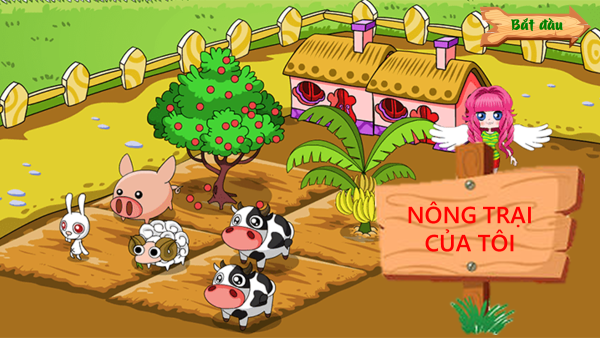 Bắt đầu
NÔNG TRẠI
CỦA TÔI